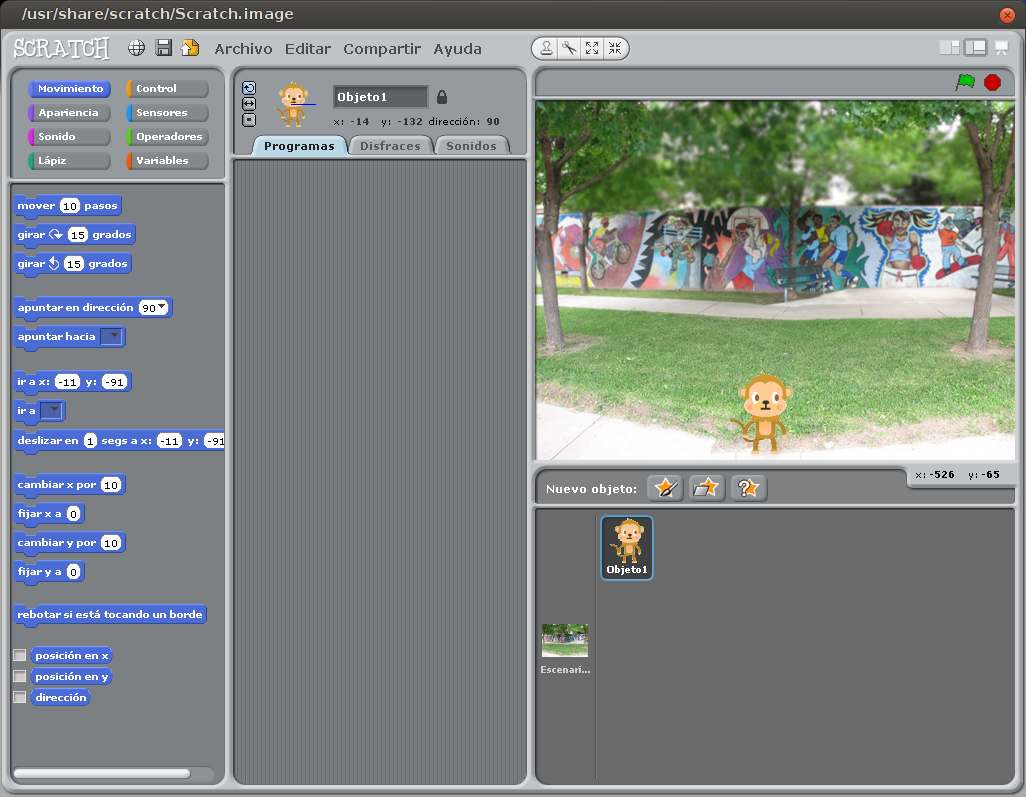 /usr/share/scratch/Scratch.image
SCRATCH Archivo Editar Compartir Ayuda
Movimiento Control
Apariencia Sensores
Sonido Operadores
Lápiz Variables
mover 10 pasos
girar 15 grados
girar 15 grados
apuntar en dirección 90
apuntar hacia
ir a x: -11 y: -91
ir a
deslizar en 1 segs a x: -11 y: -91
cambiar x por 10
fijar x a 0
cambiar y por 10
fijar y a 0
rebotar si está tocando un borde
posición en x
posición en y
dirección
Objeto1
x: -14 y: -132 dirección: 90
Programas Disfraces Sonidos
x: -526 y: -65
Nuevo objeto:
Objeto1
Escenari...